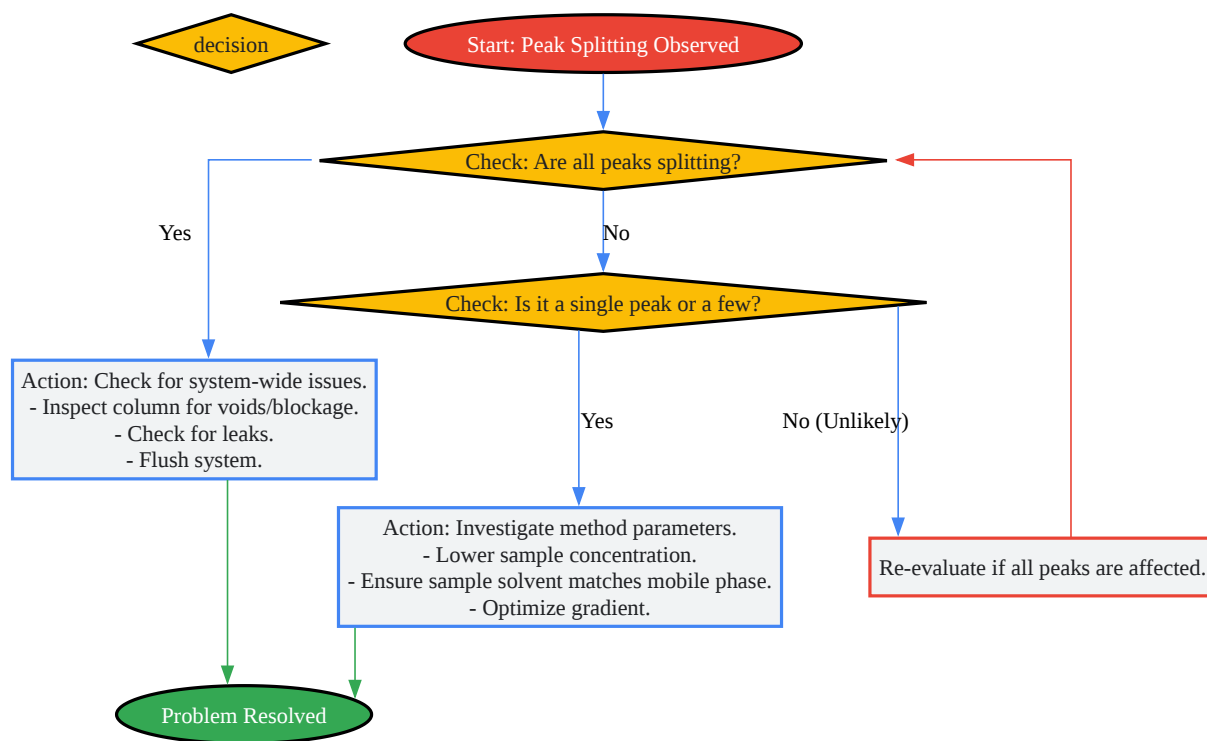 decision
Start: Peak Splitting Observed
Check: Are all peaks splitting?
Yes
No
Check: Is it a single peak or a few?
Action: Check for system-wide issues.
- Inspect column for voids/blockage.
- Check for leaks.
- Flush system.
Yes
No (Unlikely)
Action: Investigate method parameters.
- Lower sample concentration.
- Ensure sample solvent matches mobile phase.
- Optimize gradient.
Re-evaluate if all peaks are affected.
Problem Resolved